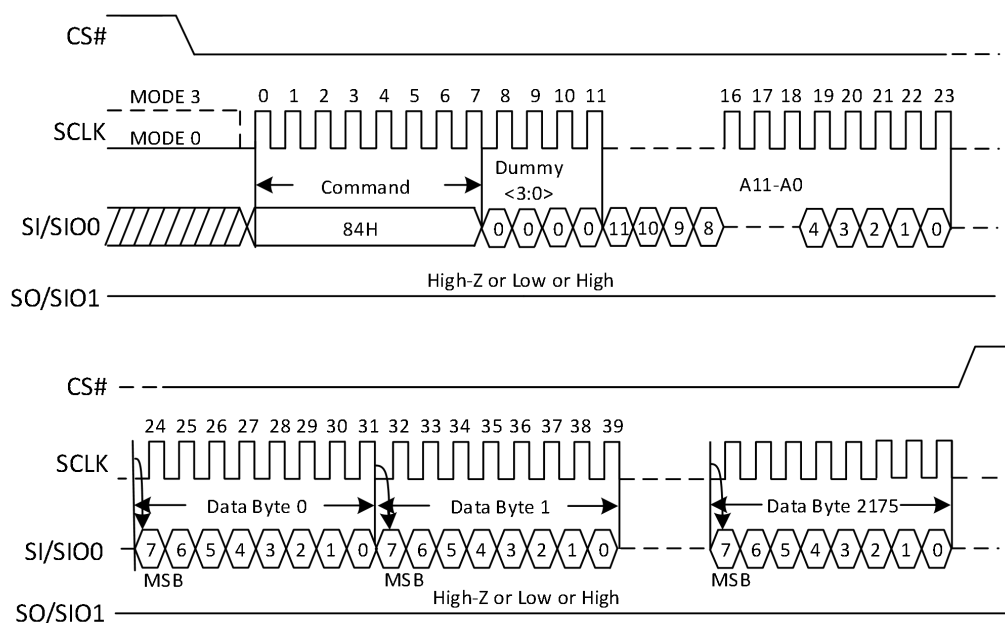 CS#
MODE 3
0 1 2 3 4 5 6 7 8 9 10 11 16 17 18 19 20 21 22 23
SCLK
MODE 0
Dummy
Command <3:0> A11-A0
SI/SIO0 84H 0 0 0 0 11 10 9 8 4 3 2 1 0
High-Z or Low or High
SO/SIO1
CS#
24 25 26 27 28 29 30 31 32 33 34 35 36 37 38 39
SCLK
Data Byte 0 Data Byte 1 Data Byte 2175
SI/SIO0 7 6 5 4 3 2 1 0 7 6 5 4 3 2 1 0 7 6 5 4 3 2 1 0
MSB MSB MSB
High-Z or Low or High
SO/SIO1